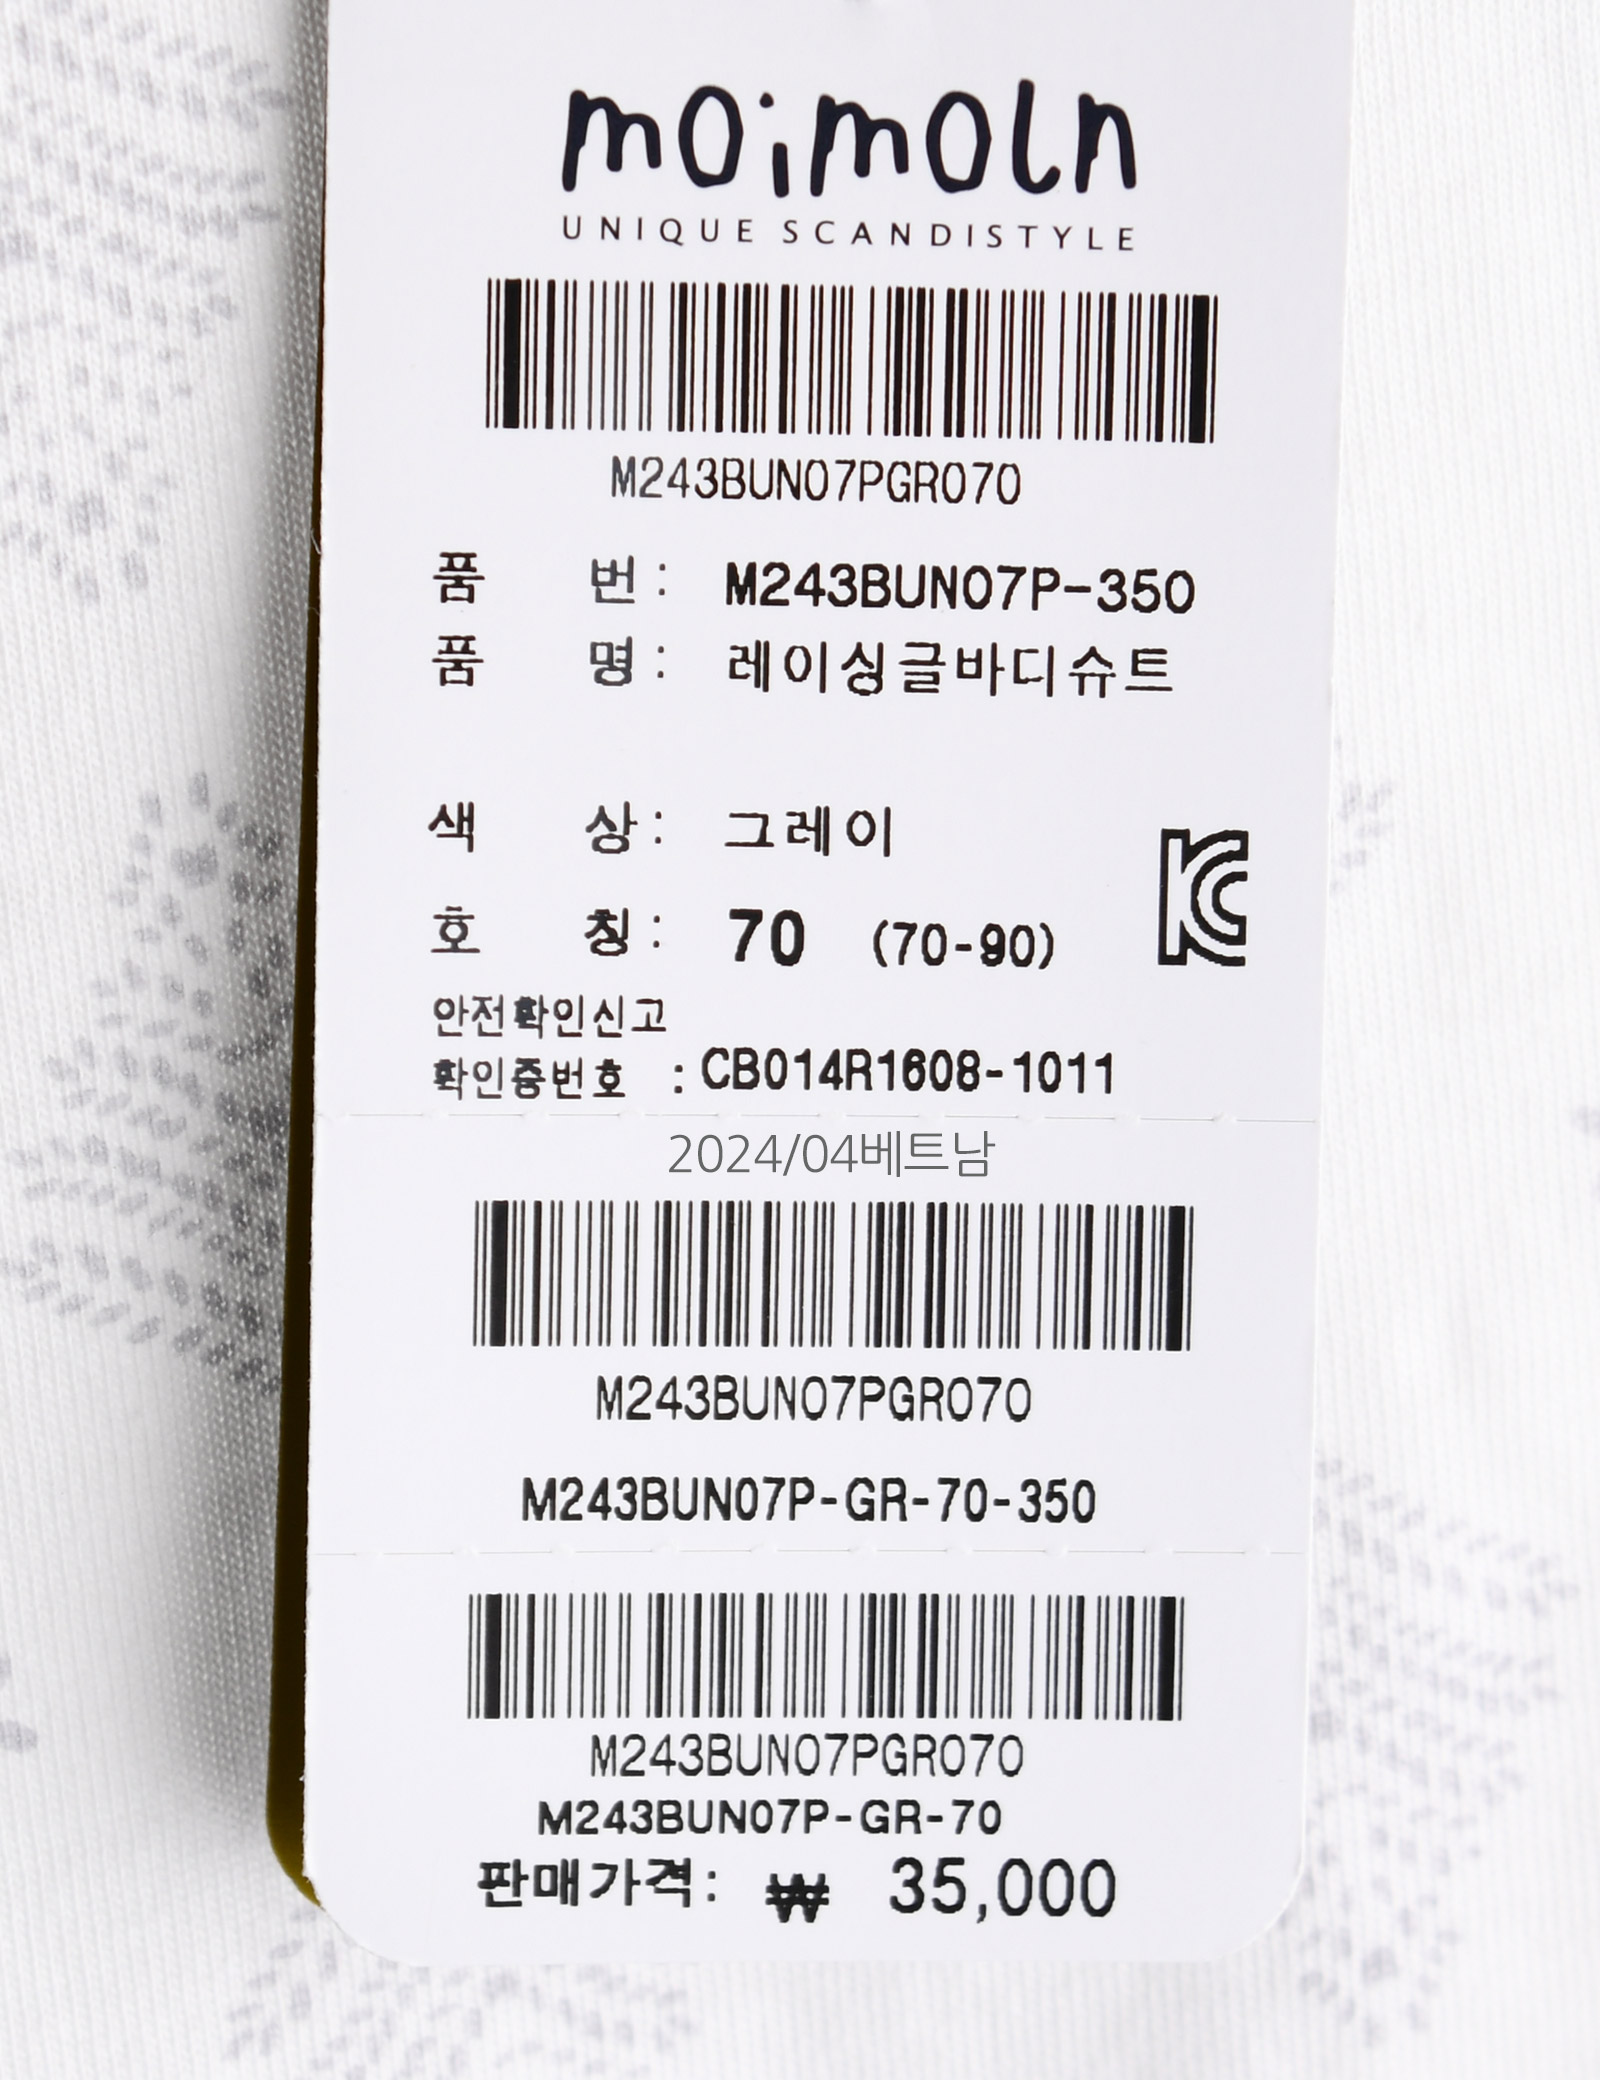 moimoln
UNIQUE SCANDISTYLE
M243BUN07PGR070
품 번 : M243BUN07P-350
품 명 : 레이싱글바디슈트
색 상 : 그레이
호 칭 : 70 (70-90)
안전확인신고
확인증번호 : CB014R1608-1011
2024/04베트남
M243BUN07PGR070
M243BUN07P-GR-70-350
M243BUN07PGR070
M243BUN07P-GR-70
판매가격: ₩ 35,000